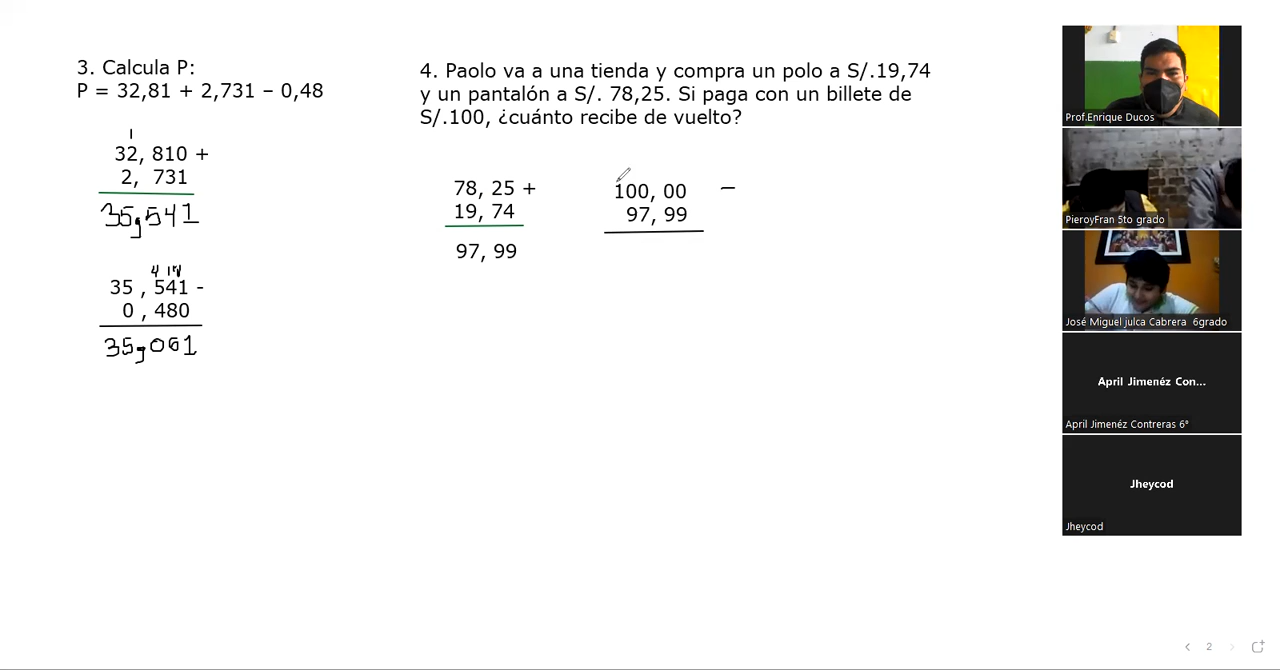 3. Calcula P:
P = 32,81 + 2,731 – 0,48
1
32, 810 +
2, 731
35,541
4 14
35 , 541 -
0 , 480
35,061
4. Paolo va a una tienda y compra un polo a S/.19,74
y un pantalón a S/. 78,25. Si paga con un billete de
S/.100, ¿cuánto recibe de vuelto?
78, 25 +
19, 74
97, 99
100, 00 –
97, 99
Prof.Enrique Ducos
PieroyFran 5to grado
José Miguel julca Cabrera 6grado
April Jimenéz Con...
April Jimenéz Contreras 6°
Jheycod
Jheycod
2